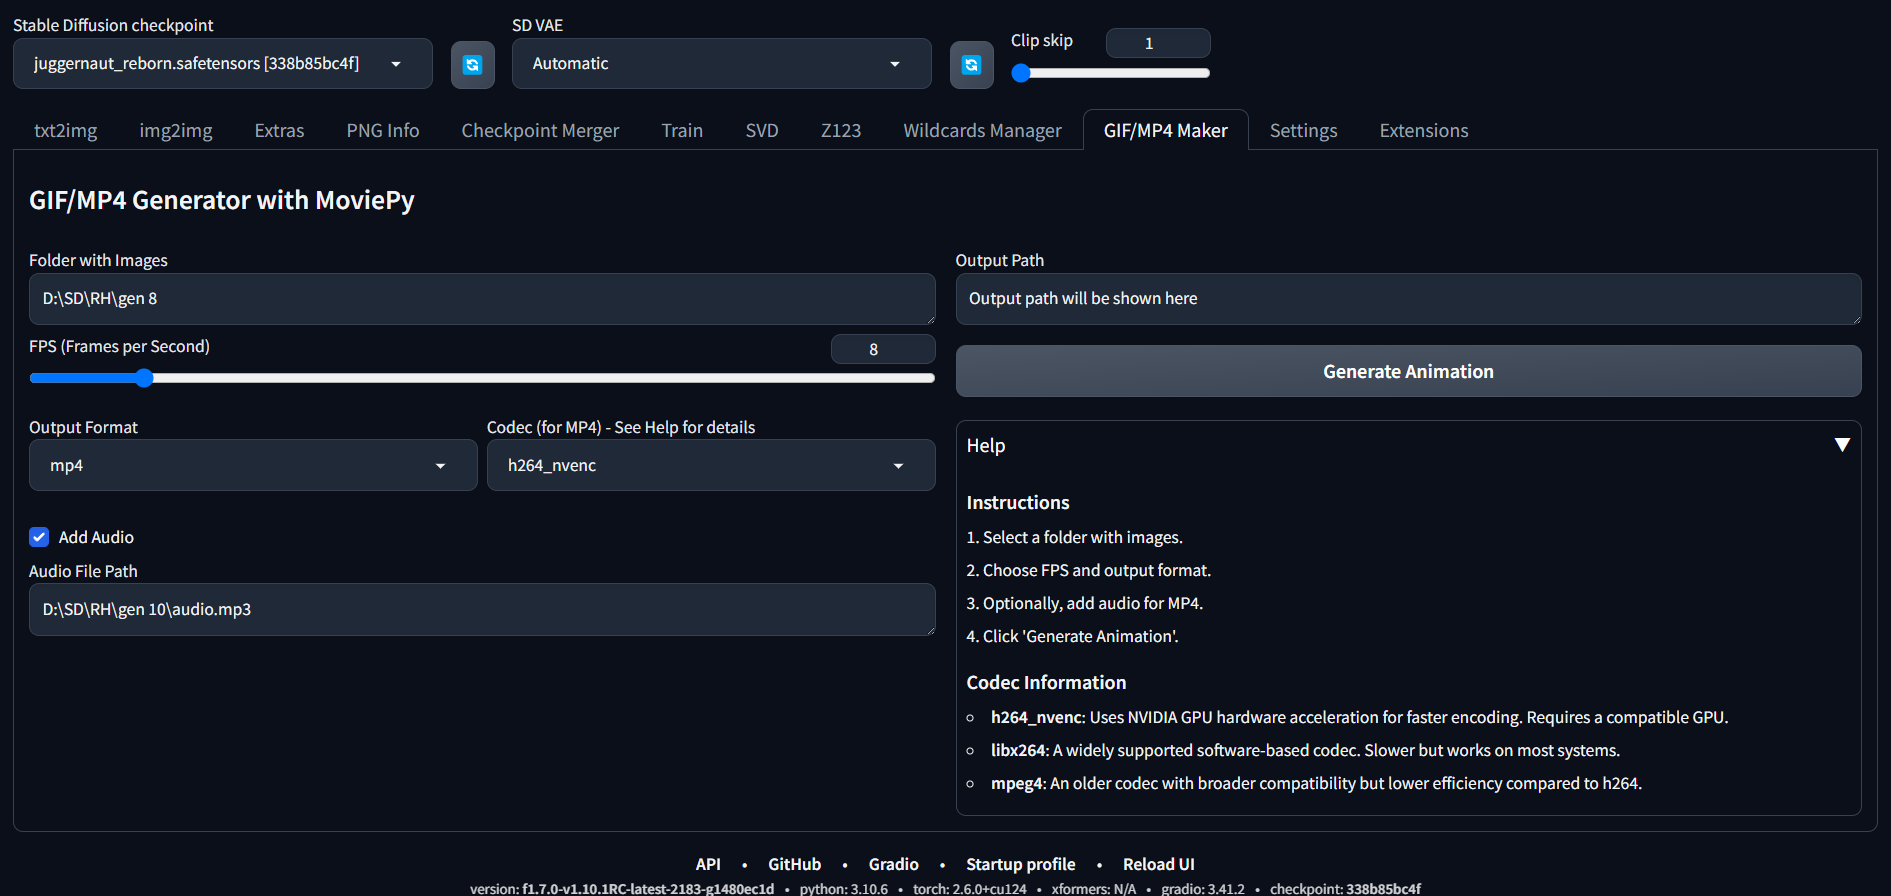 Stable Diffusion checkpoint
juggernaut_reborn.safetensors [338b85bc4f]
SD VAE
Automatic
Clip skip
1
txt2img
img2img
Extras
PNG Info
Checkpoint Merger
Train
SVD
Z123
Wildcards Manager
GIF/MP4 Maker
Settings
Extensions
GIF/MP4 Generator with MoviePy
Folder with Images
D:\SD\RH\gen 8
FPS (Frames per Second)
8
Output Format
mp4
Codec (for MP4) - See Help for details
h264_nvenc
Add Audio
Audio File Path
D:\SD\RH\gen 10\audio.mp3
Output Path
Output path will be shown here
Generate Animation
Help
Instructions
1. Select a folder with images.
2. Choose FPS and output format.
3. Optionally, add audio for MP4.
4. Click 'Generate Animation'.
Codec Information
h264_nvenc: Uses NVIDIA GPU hardware acceleration for faster encoding. Requires a compatible GPU.
libx264: A widely supported software-based codec. Slower but works on most systems.
mpeg4: An older codec with broader compatibility but lower efficiency compared to h264.
API • GitHub • Gradio • Startup profile • Reload UI
version: f1.7.0-v1.10.1RC-latest-2183-g1480ec1d • python: 3.10.6 • torch: 2.6.0+cu124 • xformers: N/A • gradio: 3.41.2 • checkpoint: 338b85bc4f